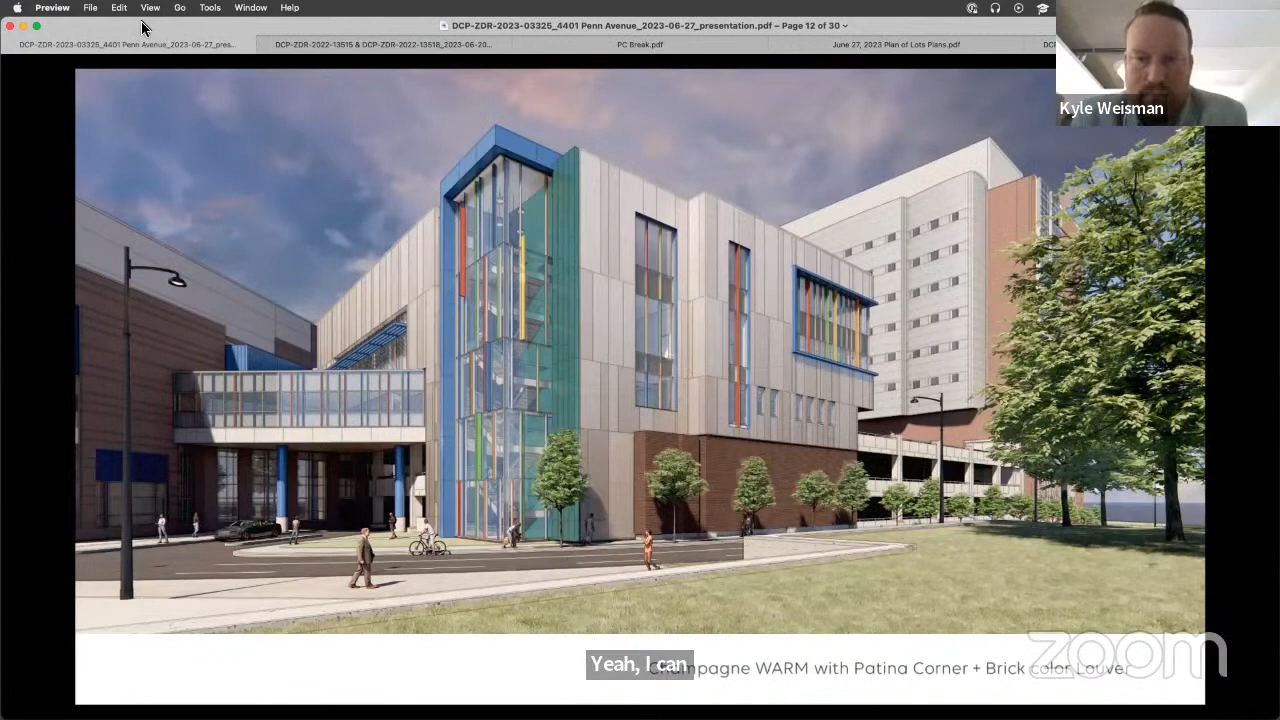 Preview File Edit View Go Tools Window Help
DCP-ZDR-2023-03325_4401 Penn Avenue_2023-06-27_presentation.pdf – Page 12 of 30
DCP-ZDR-2023-03325_4401 Penn Avenue_2023-06-27_pres...
DCP-ZDR-2022-13515 & DCP-ZDR-2022-13518_2023-06-20...
PC Break.pdf
June 27, 2023 Plan of Lots Plans.pdf
Kyle Weisman
Yeah, I can
WARM with Patina Corner + Brick color Louver
zoom